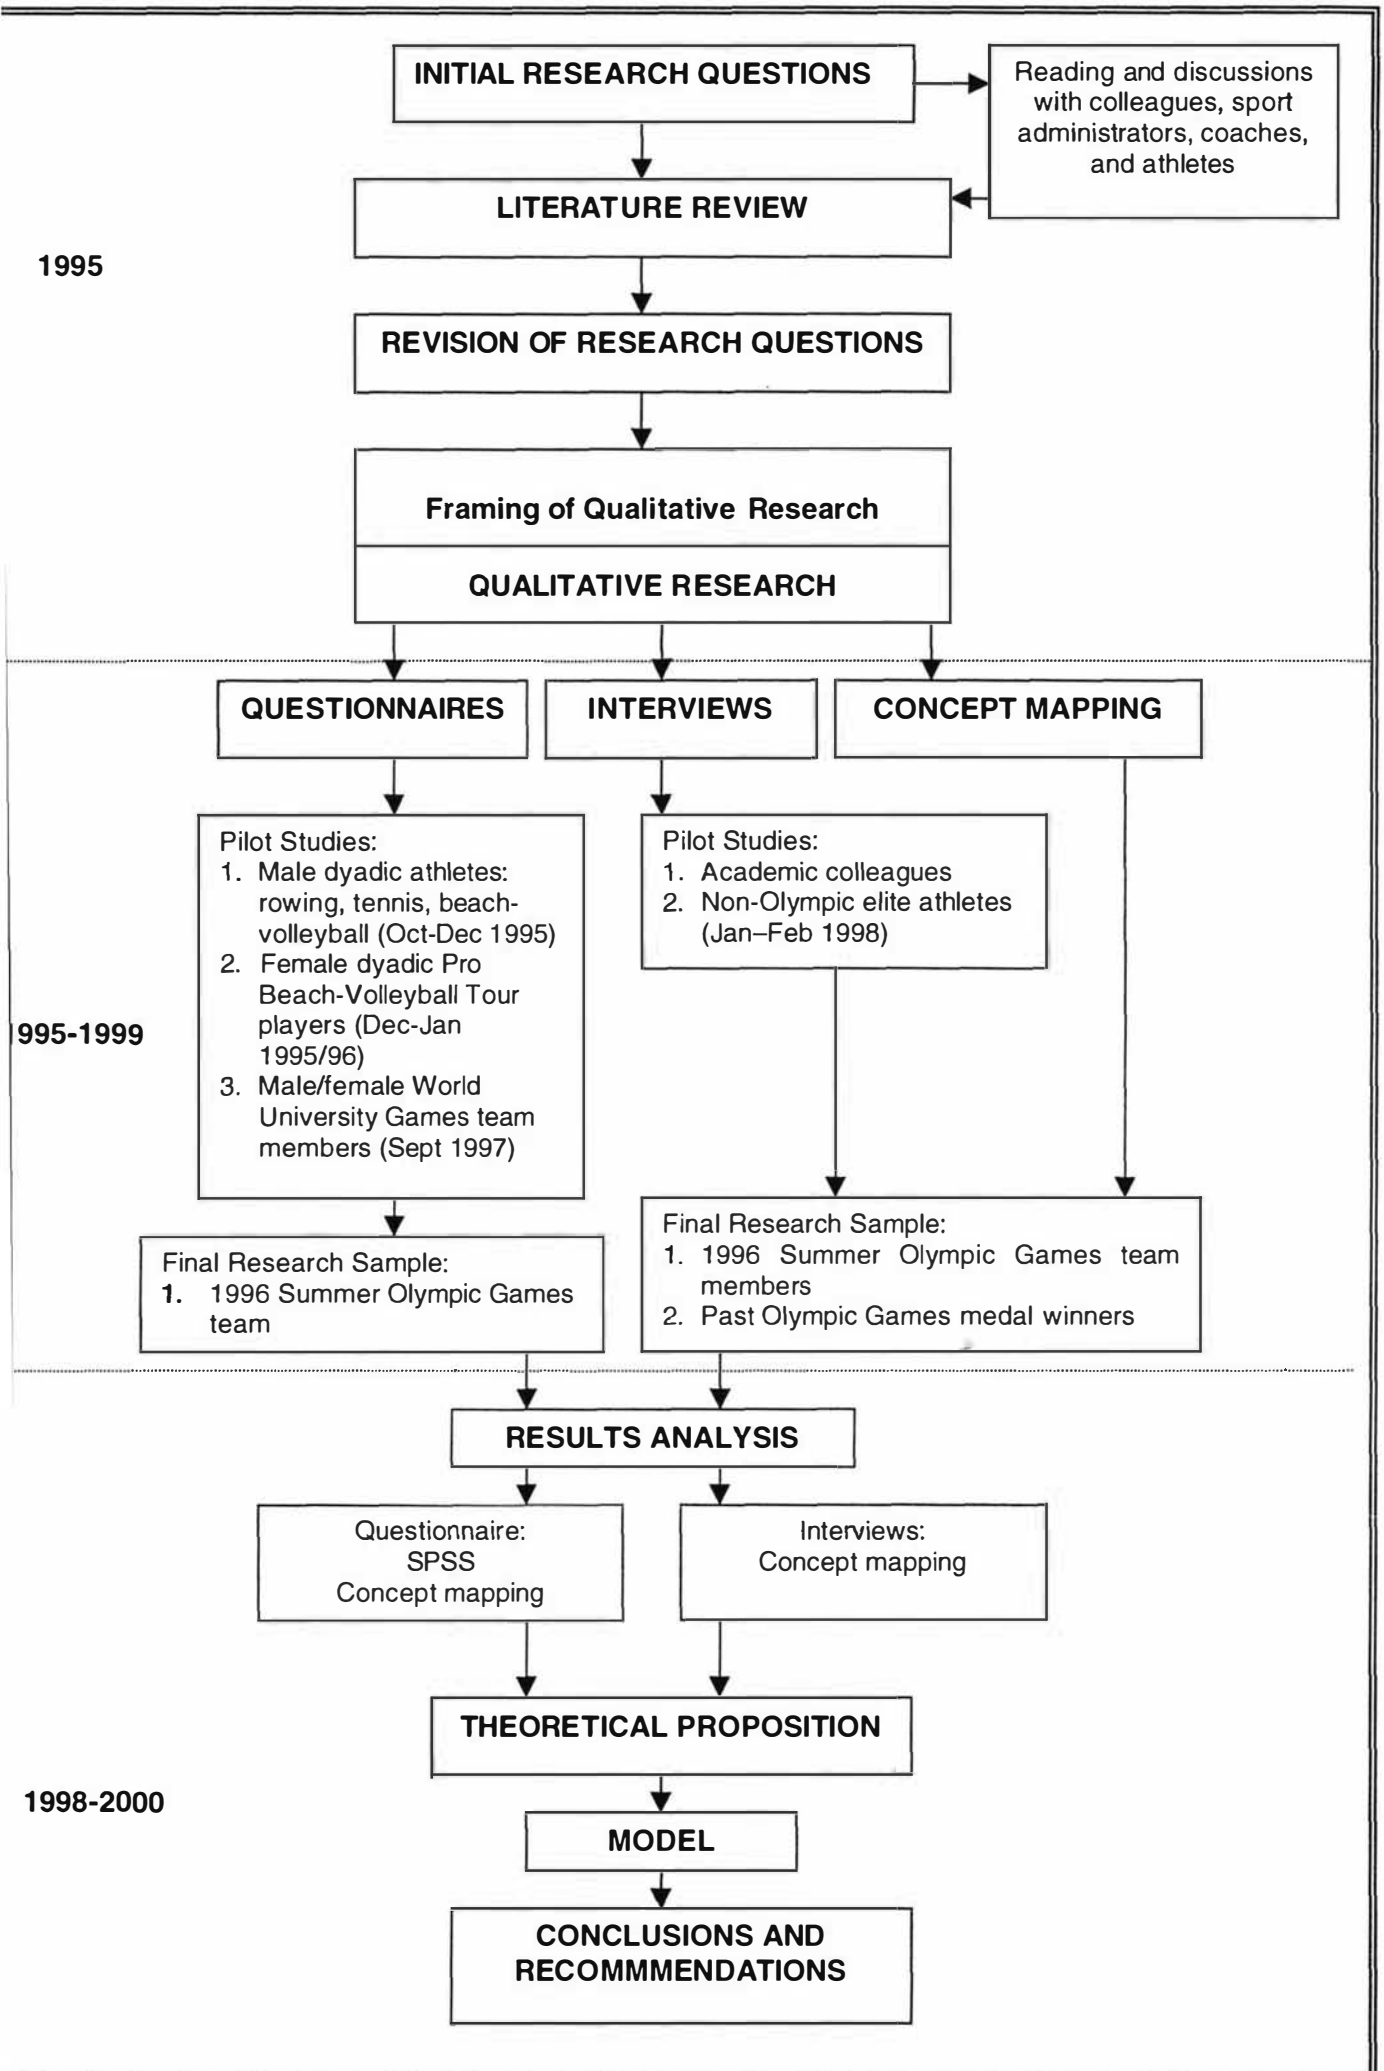 INITIAL RESEARCH QUESTIONS
Reading and discussions
with colleagues, sport
administrators, coaches,
and athletes
LITERATURE REVIEW
1995
REVISION OF RESEARCH QUESTIONS
Framing of Qualitative Research
QUALITATIVE RESEARCH
QUESTIONNAIRES
INTERVIEWS
CONCEPT MAPPING
Pilot Studies:
1. Male dyadic athletes:
rowing, tennis, beach-
volleyball (Oct-Dec 1995)
2. Female dyadic Pro
Beach-Volleyball Tour
players (Dec-Jan
1995/96)
3. Male/female World
University Games team
members (Sept 1997)
Pilot Studies:
1. Academic colleagues
2. Non-Olympic elite athletes
(Jan–Feb 1998)
1995-1999
Final Research Sample:
1. 1996 Summer Olympic Games
team
Final Research Sample:
1. 1996 Summer Olympic Games team
members
2. Past Olympic Games medal winners
RESULTS ANALYSIS
Questionnaire:
SPSS
Concept mapping
Interviews:
Concept mapping
THEORETICAL PROPOSITION
1998-2000
MODEL
CONCLUSIONS AND
RECOMMMENDATIONS